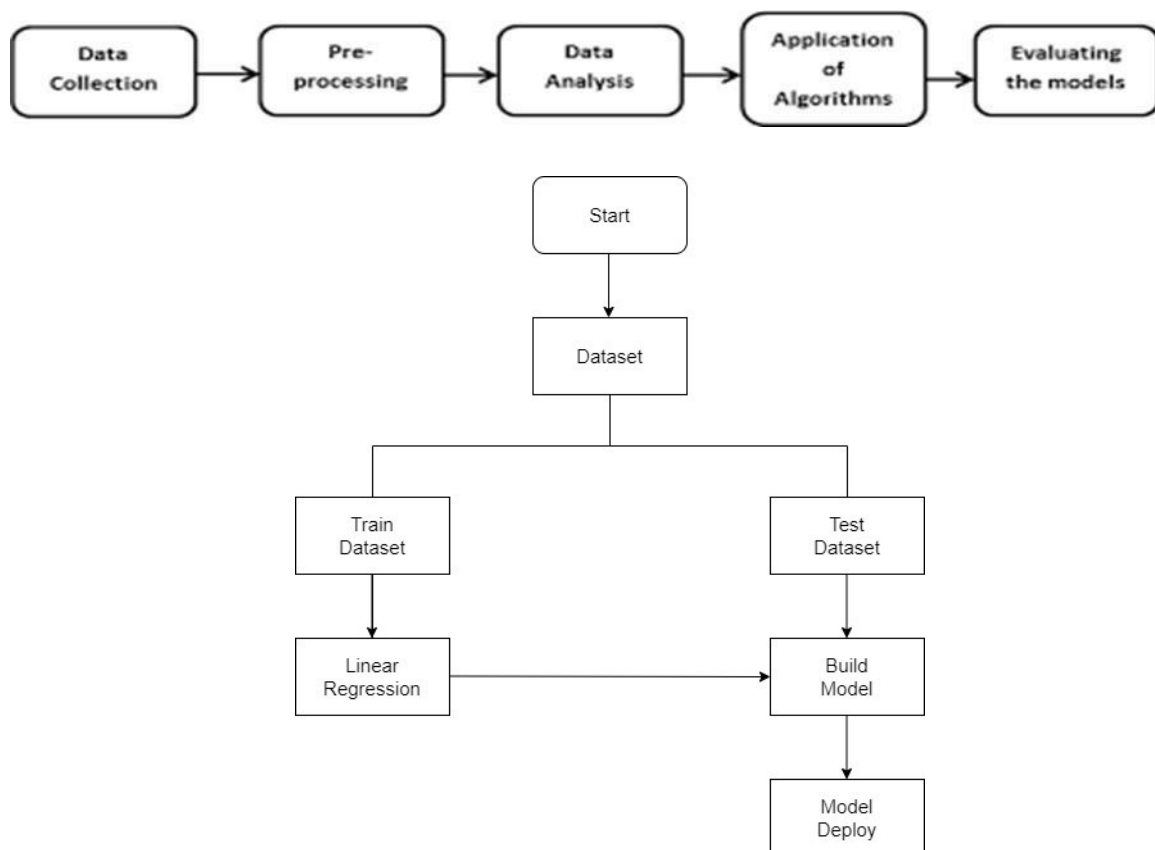 Data
Collection
Pre-
processing
Data
Analysis
Application
of
Algorithms
Evaluating
the models
Start
Dataset
Train
Dataset
Test
Dataset
Linear
Regression
Build
Model
Model
Deploy